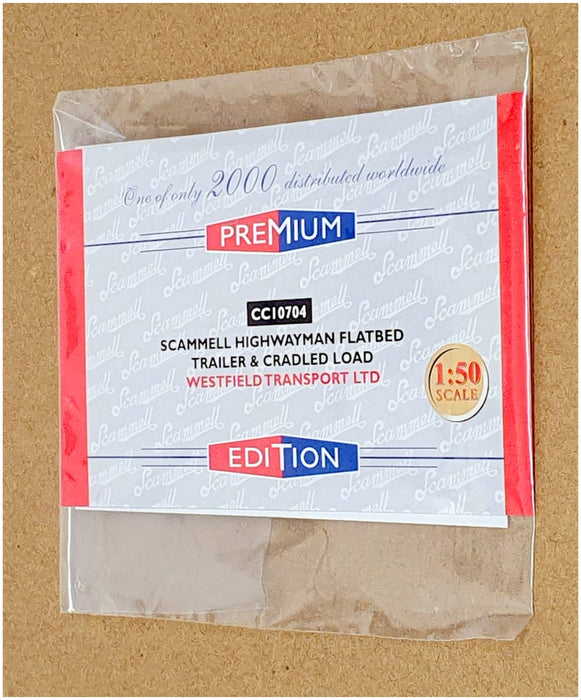 One of only 2000 distributed worldwide
PREMIUM
CC10704
SCAMMELL HIGHWAYMAN FLATBED
TRAILER & CRADLED LOAD
WESTFIELD TRANSPORT LTD
1:50
SCALE
EDITION
Scammell